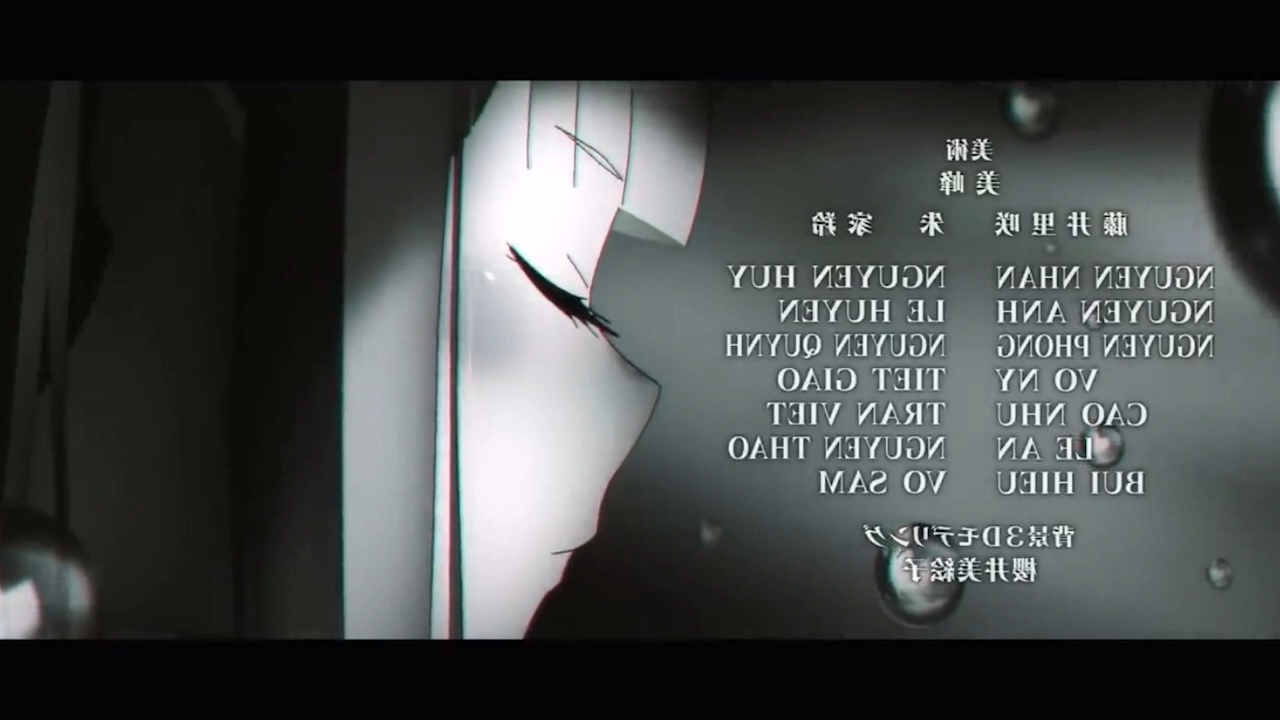 美術
美峰
藤井里咲 朱 家羚
NGUYEN NHAN NGUYEN HUY
NGUYEN ANH LE HUYEN
NGUYEN PHONG NGUYEN QUYNH
VO NY TIET GIAO
CAO NHU TRAN VIET
LE AN NGUYEN THAO
BUI HIEU VO SAM
背景3Dモデリング
櫻井美絵子